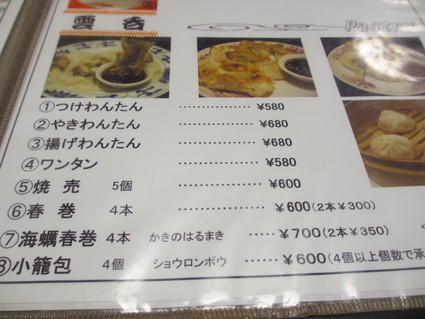 雲呑
①つけわんたん ………………… ¥580
②やきわんたん ………………… ¥680
③揚げわんたん ………………… ¥680
④ワンタン ………………… ¥580
⑤焼売 5個 ………………… ¥600
⑥春巻 4本 ………………… ¥600(2本¥300)
⑦海蠣春巻 4本 かきのはるまき ……… ¥700(2本¥350)
⑧小籠包 4個 ショウロンポウ ……… ¥600(4個以上個数で承